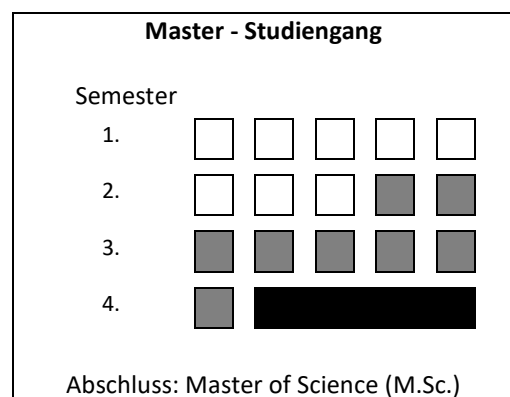 Master - Studiengang
Semester
1.
2.
3.
4.
Abschluss: Master of Science (M.Sc.)